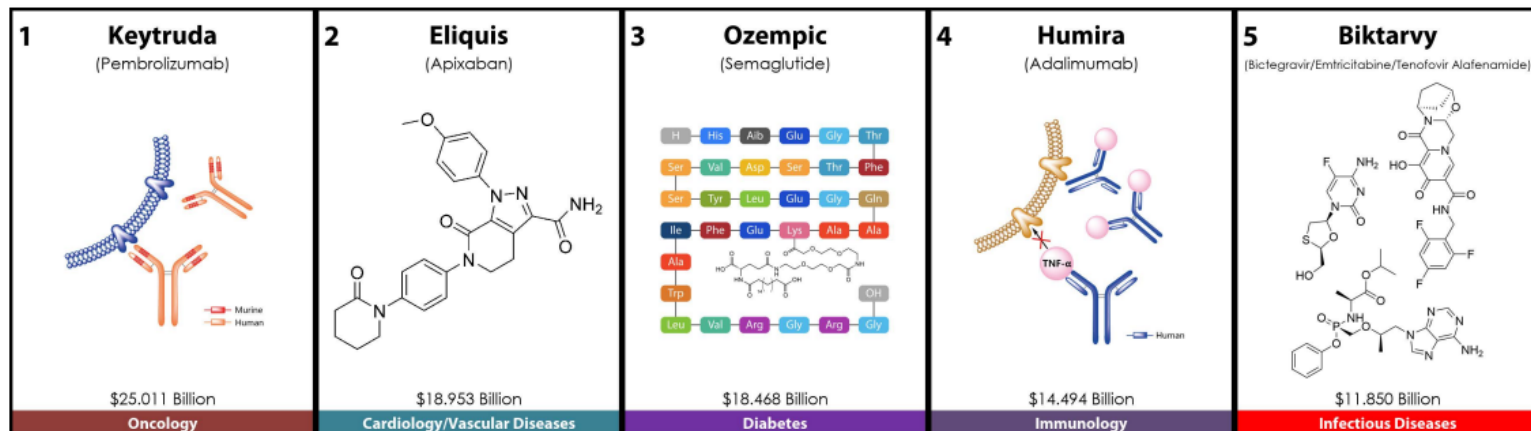 1 Keytruda
(Pembrolizumab)
Murine
Human
$25.011 Billion
Oncology
2 Eliquis
(Apixaban)
O
N
N
O
NH₂
O
N
O
N
$18.953 Billion
Cardiology/Vascular Diseases
3 Ozempic
(Semaglutide)
H His Aib Glu Gly Thr
Ser Val Asp Ser Thr Phe
Ser Tyr Leu Glu Gly Gln
Ile Phe Glu Lys Ala Ala
Ala
Trp
OH
Leu Val Arg Gly Arg Gly
$18.468 Billion
Diabetes
4 Humira
(Adalimumab)
TNF-α
Human
$14.494 Billion
Immunology
5 Biktarvy
(Bictegravir/Emtricitabine/Tenofovir Alafenamide)
O
N
O
N
HO
O
O
NH
F
F
F
F
NH₂
N
N
O
O
S
HO
O
O
O
NH
P
O
O
N
N
N
N
NH₂
$11.850 Billion
Infectious Diseases